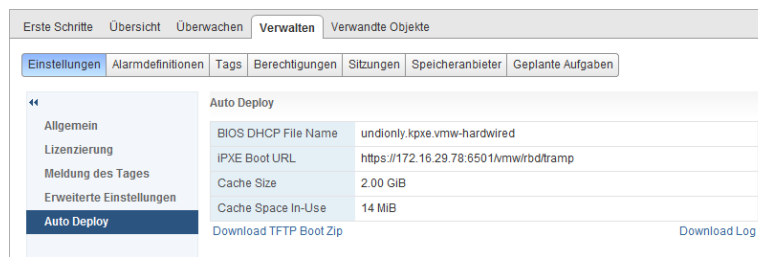 Erste Schritte Übersicht Überwachen Verwalten Verwandte Objekte
Einstellungen Alarmdefinitionen Tags Berechtigungen Sitzungen Speicheranbieter Geplante Aufgaben
Auto Deploy
Allgemein
Lizenzierung
Meldung des Tages
Erweiterte Einstellungen
Auto Deploy
BIOS DHCP File Name undionly.kpxe.vmw-hardwired
iPXE Boot URL https://172.16.29.78:6501/vmw/rbd/tramp
Cache Size 2.00 GiB
Cache Space In-Use 14 MiB
Download TFTP Boot Zip Download Log